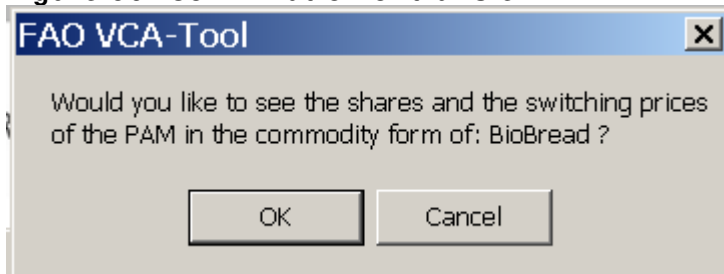 FAO VCA-Tool
Would you like to see the shares and the switching prices
of the PAM in the commodity form of: BioBread ?
OK Cancel